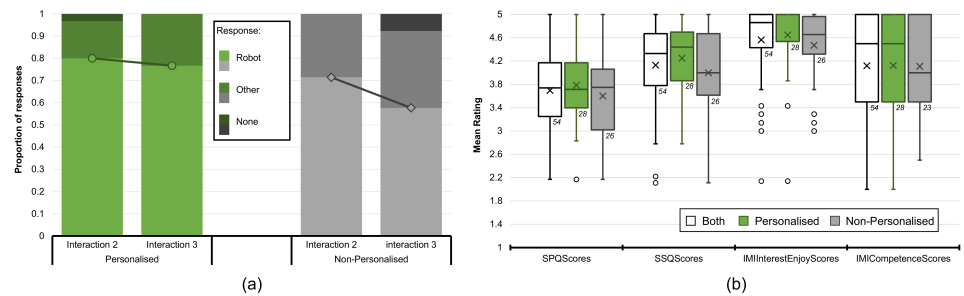 Proportion of responses
1
0.9
0.8
0.7
0.6
0.5
0.4
0.3
0.2
0.1
0
Response:
Robot
Other
None
Interaction 2
Interaction 3
Interaction 2
interaction 3
Personalised
Non-Personalised
(a)
Mean Rating
5
4.6
4.2
3.8
3.4
3
2.6
2.2
1.8
1.4
1
54
28
26
54
28
26
54
28
26
54
28
23
Both
Personalised
Non-Personalised
SPQScores
SSQScores
IMIInterestEnjoyScores
IMICompetenceScores
(b)